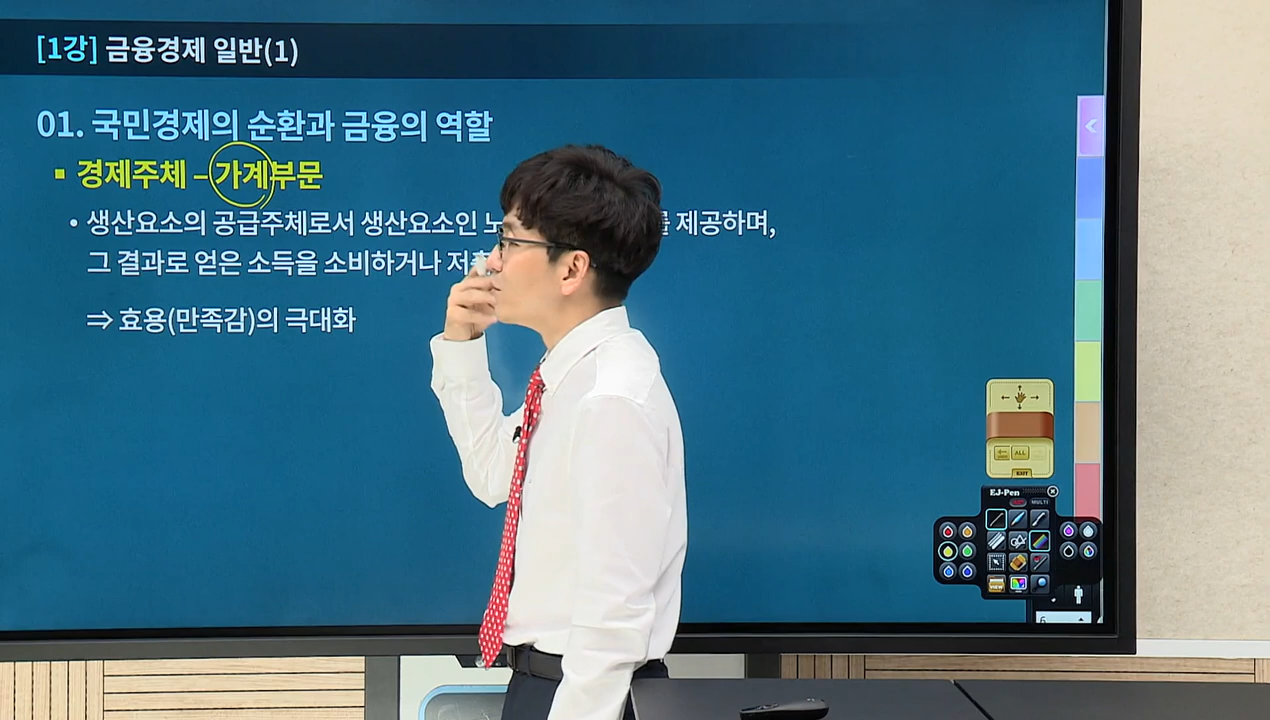 [1강] 금융경제 일반(1)
01. 국민경제의 순환과 금융의 역할
▪ 경제주체 – 가계부문
• 생산요소의 공급주체로서 생산요소인 제공하며,
그 결과로 얻은 소득을 소비하거나
⇒ 효용(만족감)의 극대화
ALL
EXIT
EJ-Pen
MULTI
VIEW
6